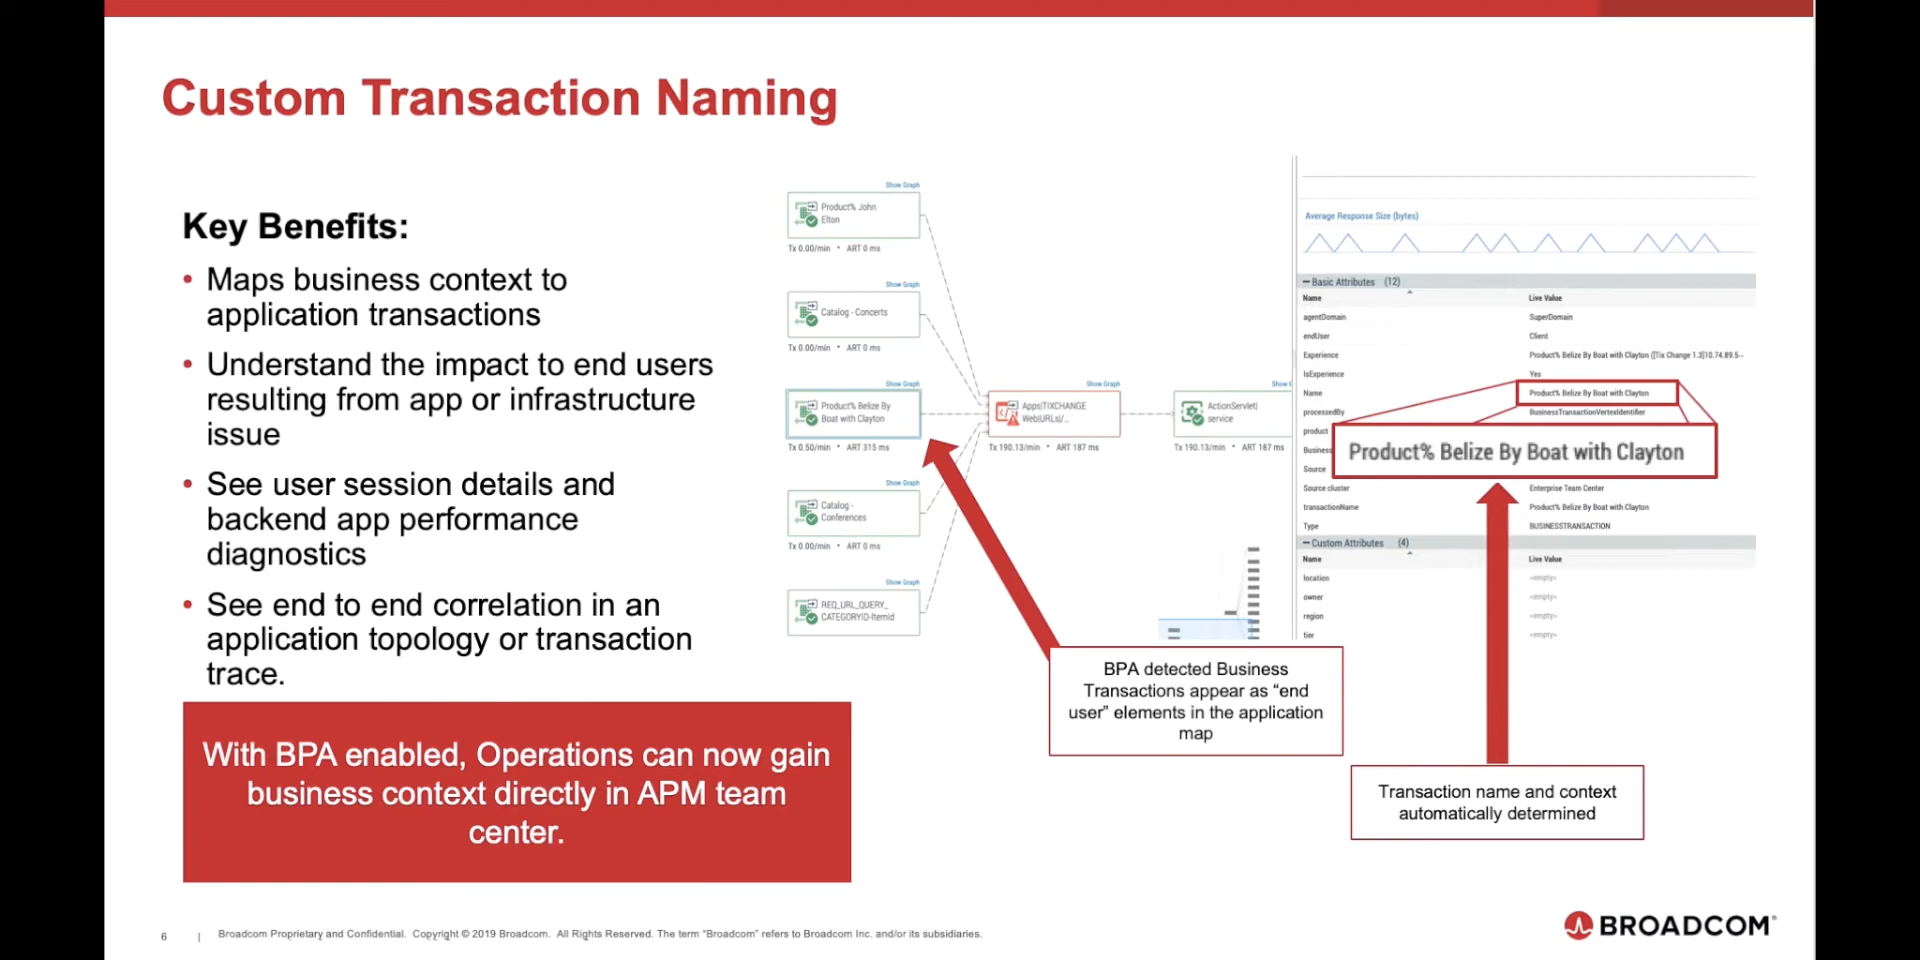 Custom Transaction Naming
Key Benefits:
• Maps business context to
application transactions
• Understand the impact to end users
resulting from app or infrastructure
issue
• See user session details and
backend app performance
diagnostics
• See end to end correlation in an
application topology or transaction
trace.
With BPA enabled, Operations can now gain
business context directly in APM team
center.
Show Graph
Product% John
Elton
Tx 0.00/min • ART 0 ms
Show Graph
Catalog - Concerts
Tx 0.00/min • ART 0 ms
Show Graph
Product% Belize By
Boat with Clayton
Tx 0.50/min • ART 315 ms
Show Graph
Catalog -
Conferences
Tx 0.00/min • ART 0 ms
Show Graph
REQ_URL_QUERY_
CATEGORYID-Itemid
Show Graph
Apps|TIXCHANGE
Web|URLs|/...
Tx 190.13/min • ART 187 ms
Show G
ActionServlet|
service
Tx 190.13/min • ART 187 ms
Average Response Size (bytes)
Basic Attributes (12)
Name Live Value
agentDomain SuperDomain
endUser Client
Experience Product% Belize By Boat with Clayton ([Tix Change 1.3]10.74.89.5--
IsExperience Yes
Name Product% Belize By Boat with Clayton
processedBy BusinessTransactionVertexIdentifier
product
Business
Product% Belize By Boat with Clayton
Source
Source cluster Enterprise Team Center
transactionName Product% Belize By Boat with Clayton
Type BUSINESSTRANSACTION
Custom Attributes (4)
Name Live Value
location <empty>
owner <empty>
region <empty>
tier <empty>
BPA detected Business
Transactions appear as “end
user” elements in the application
map
Transaction name and context
automatically determined
6 | Broadcom Proprietary and Confidential. Copyright © 2019 Broadcom. All Rights Reserved. The term “Broadcom” refers to Broadcom Inc. and/or its subsidiaries.
BROADCOM